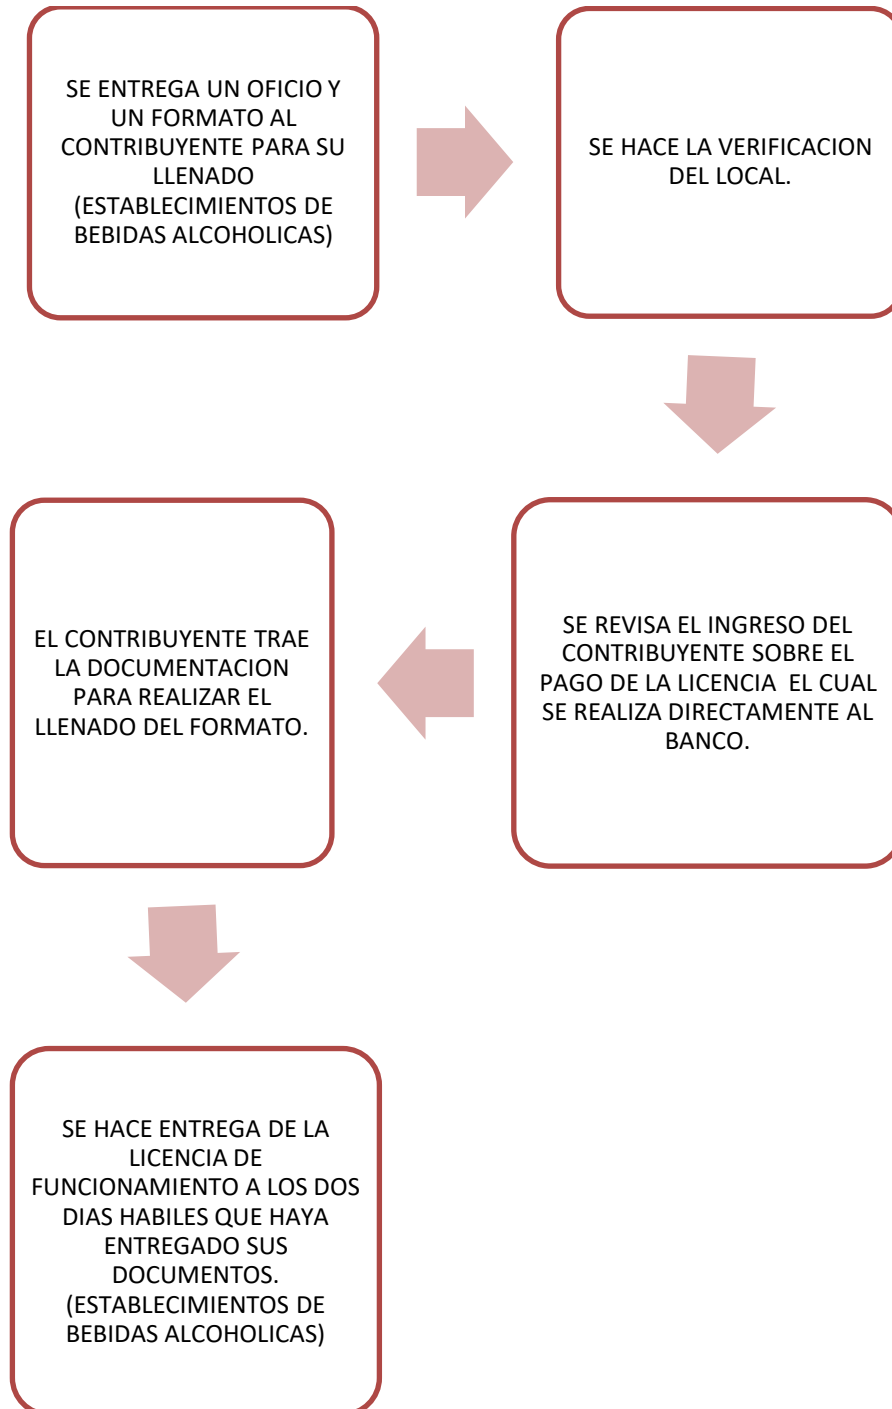 SE ENTREGA UN OFICIO Y
UN FORMATO AL
CONTRIBUYENTE PARA SU
LLENADO
(ESTABLECIMIENTOS DE
BEBIDAS ALCOHOLICAS)
SE HACE LA VERIFICACION
DEL LOCAL.
SE REVISA EL INGRESO DEL
CONTRIBUYENTE SOBRE EL
PAGO DE LA LICENCIA  EL CUAL
SE REALIZA DIRECTAMENTE AL
BANCO.
EL CONTRIBUYENTE TRAE
LA DOCUMENTACION
PARA REALIZAR EL
LLENADO DEL FORMATO.
SE HACE ENTREGA DE LA
LICENCIA DE
FUNCIONAMIENTO A LOS DOS
DIAS HABILES QUE HAYA
ENTREGADO SUS
DOCUMENTOS.
(ESTABLECIMIENTOS DE
BEBIDAS ALCOHOLICAS)